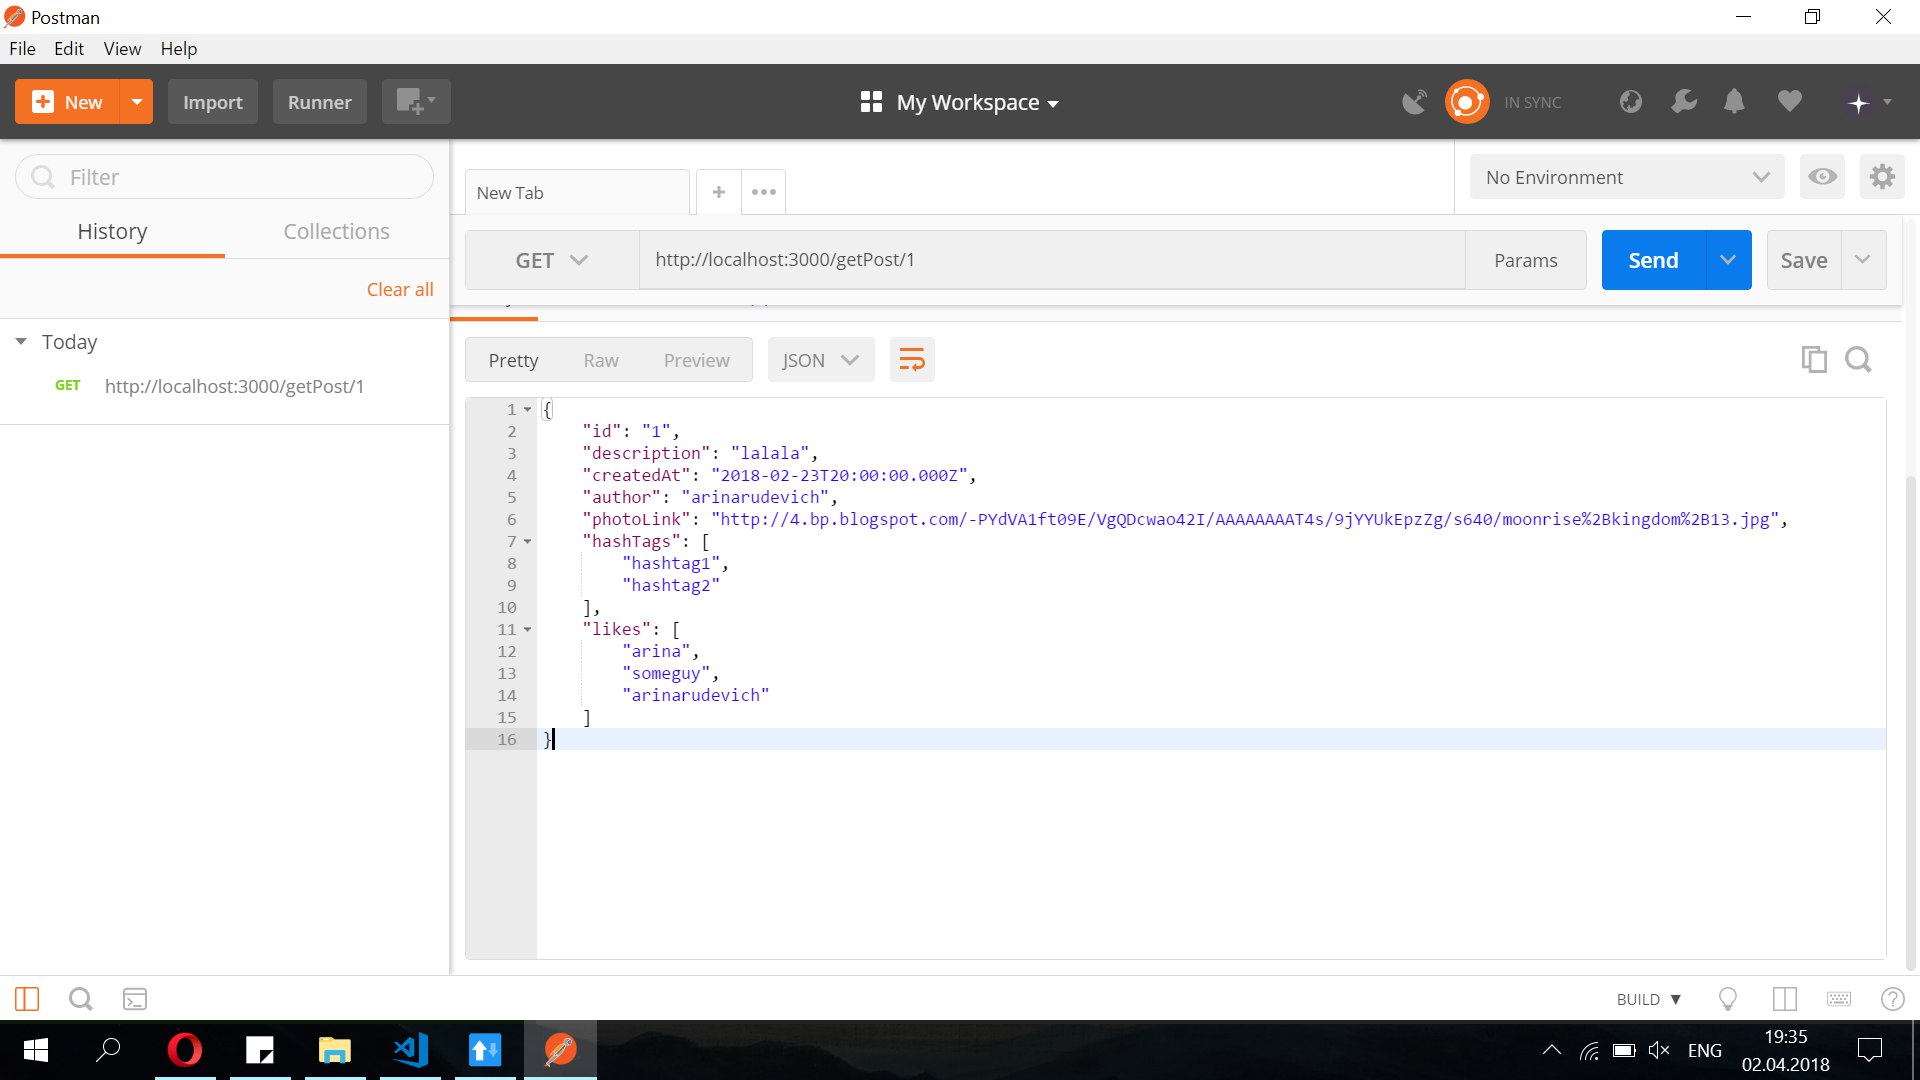 Postman
File Edit View Help
New Import Runner My Workspace IN SYNC
Filter
History Collections
Clear all
Today
GET http://localhost:3000/getPost/1
New Tab
No Environment
GET http://localhost:3000/getPost/1 Params Send Save
Pretty Raw Preview JSON
1 {
2 "id": "1",
3 "description": "lalala",
4 "createdAt": "2018-02-23T20:00:00.000Z",
5 "author": "arinarudevich",
6 "photoLink": "http://4.bp.blogspot.com/-PYdVA1ft09E/VgQDcwao42I/AAAAAAAAT4s/9jYYUkEpzZg/s640/moonrise%2Bkingdom%2B13.jpg",
7 "hashTags": [
8 "hashtag1",
9 "hashtag2"
10 ],
11 "likes": [
12 "arina",
13 "someguy",
14 "arinarudevich"
15 ]
16 }
BUILD
ENG
19:35
02.04.2018